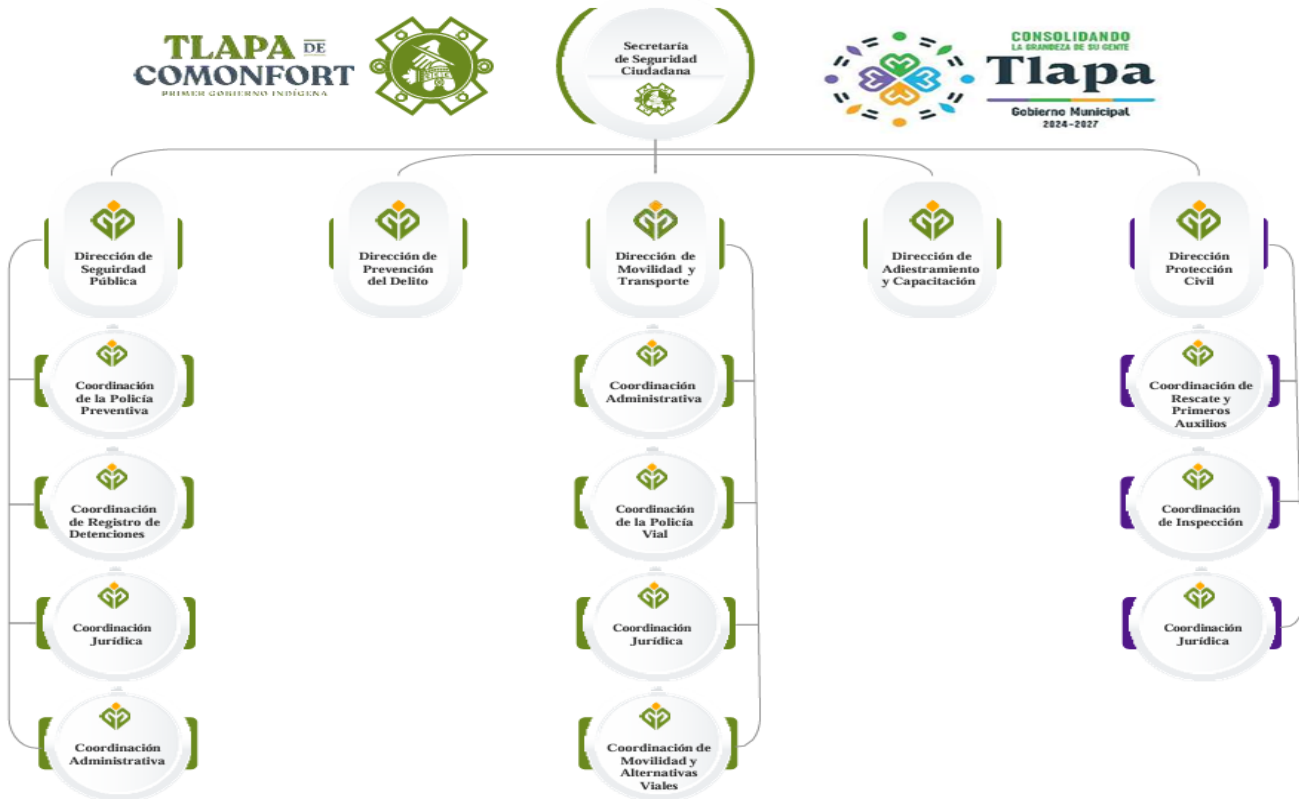 TLAPA DE
COMONFORT
PRIMER GOBIERNO INDÍGENA
Secretaría
de Seguridad
Ciudadana
CONSOLIDANDO
LA GRANDEZA DE SU GENTE
Tlapa
Gobierno Municipal
2024-2027
Dirección de
Seguirdad
Pública
Dirección de
Prevención
del Delito
Dirección de
Movilidad y
Transporte
Dirección de
Adiestramiento
y Capacitación
Dirección
Protección
Civil
Coordinación
de la Policía
Preventiva
Coordinación
Administrativa
Coordinación de
Rescate y
Primeros
Auxilios
Coordinación
de Registro de
Detenciones
Coordinación
de la Policía
Vial
Coordinación
de Inspección
Coordinación
Jurídica
Coordinación
Jurídica
Coordinación
Jurídica
Coordinación
Administrativa
Coordinación de
Movilidad y
Alternativas
Viales